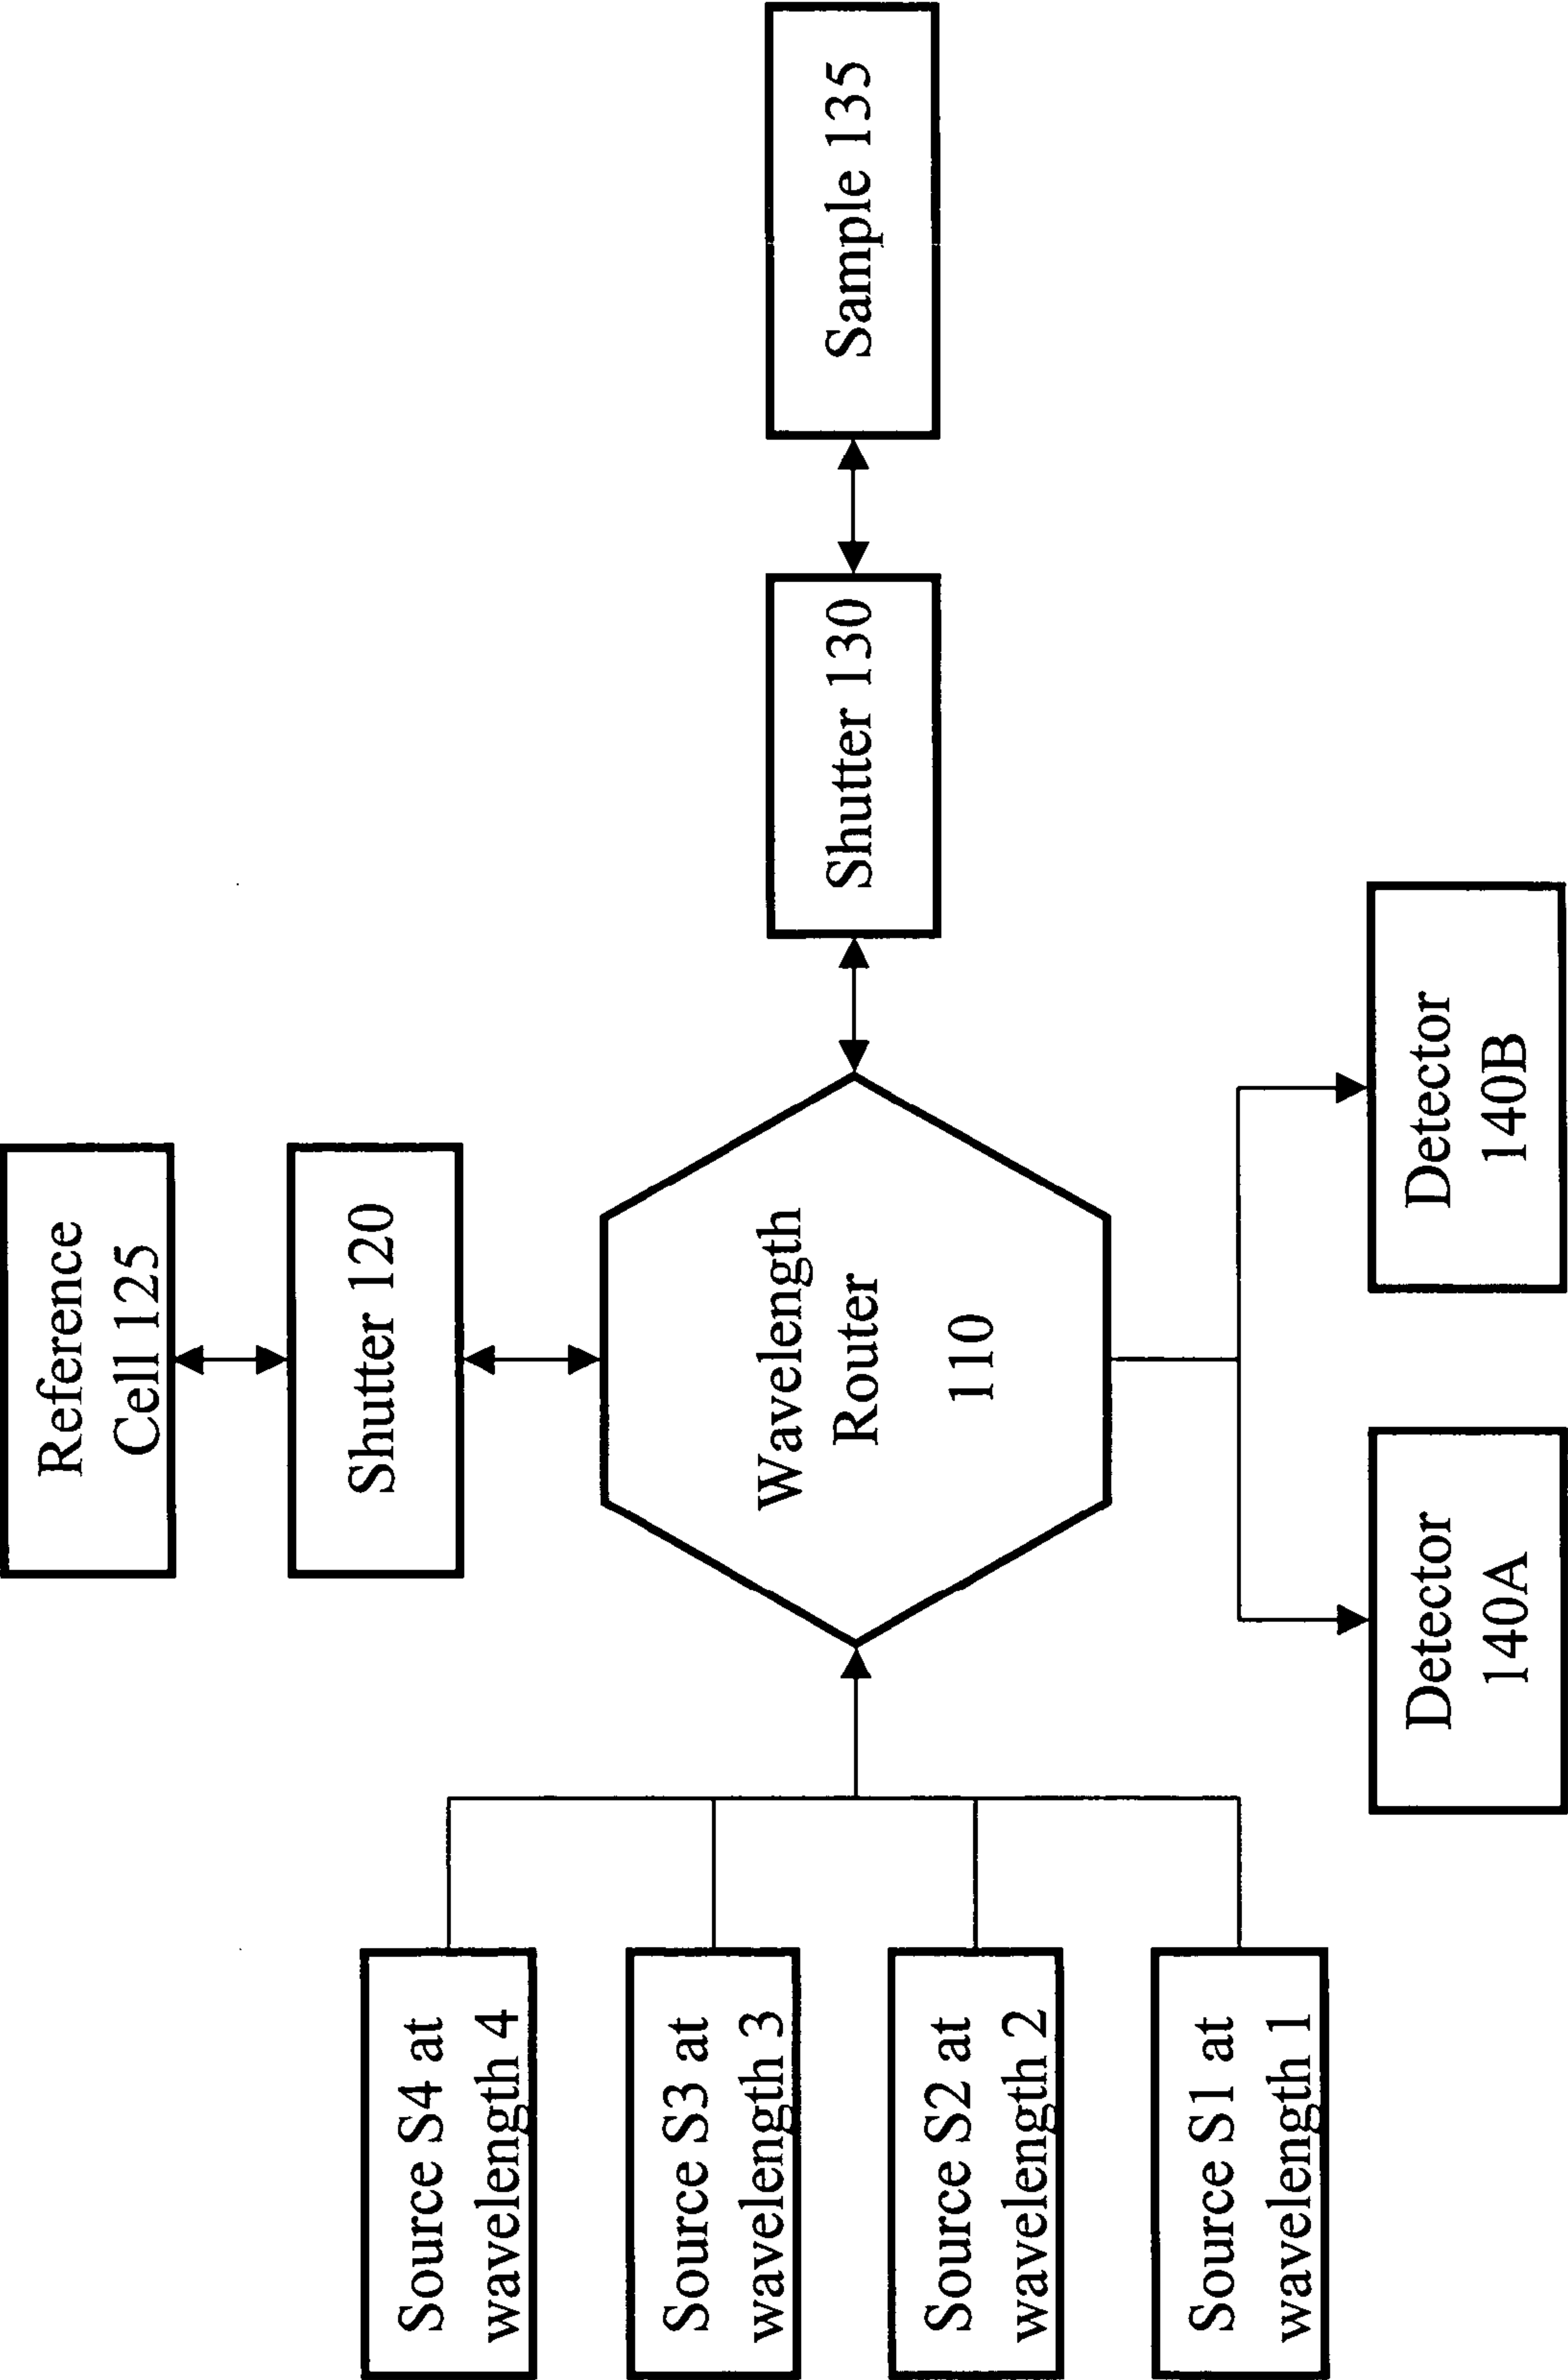 Reference
Cell 125
Shutter 120
Source S4 at
wavelength 4
Source S3 at
wavelength 3
Source S2 at
wavelength 2
Source S1 at
wavelength 1
Wavelength
Router
110
Shutter 130
Sample 135
Detector
140A
Detector
140B